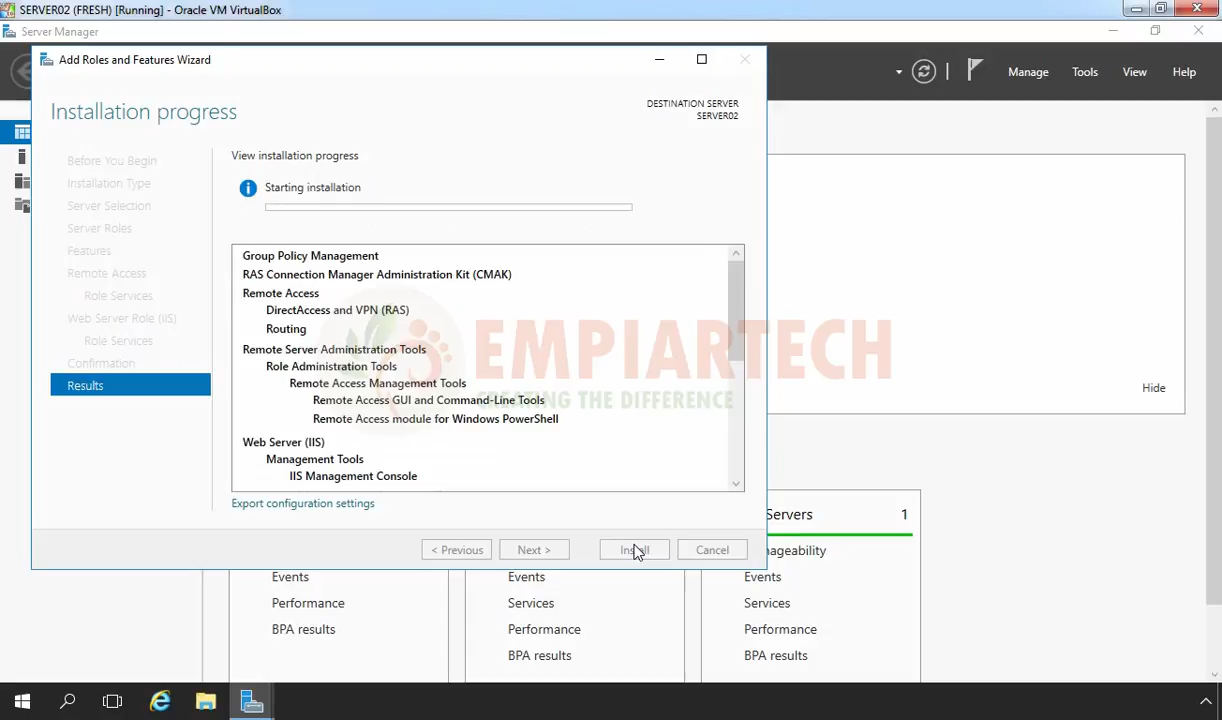 SERVER02 (FRESH) [Running] - Oracle VM VirtualBox
Server Manager
Add Roles and Features Wizard
Manage
Tools
View
Help
Installation progress
DESTINATION SERVER
SERVER02
Before You Begin
Installation Type
Server Selection
Server Roles
Features
Remote Access
Role Services
Web Server Role (IIS)
Role Services
Confirmation
Results
View installation progress
Starting installation
Group Policy Management
RAS Connection Manager Administration Kit (CMAK)
Remote Access
DirectAccess and VPN (RAS)
Routing
Remote Server Administration Tools
Role Administration Tools
Remote Access Management Tools
Remote Access GUI and Command-Line Tools
Remote Access module for Windows PowerShell
Web Server (IIS)
Management Tools
IIS Management Console
Export configuration settings
< Previous
Next >
Install
Cancel
EMPIARTECH
CREATING THE DIFFERENCE
Hide
Servers 1
Events
Performance
BPA results
Events
Services
Performance
BPA results
nageability
Events
Services
Performance
BPA results